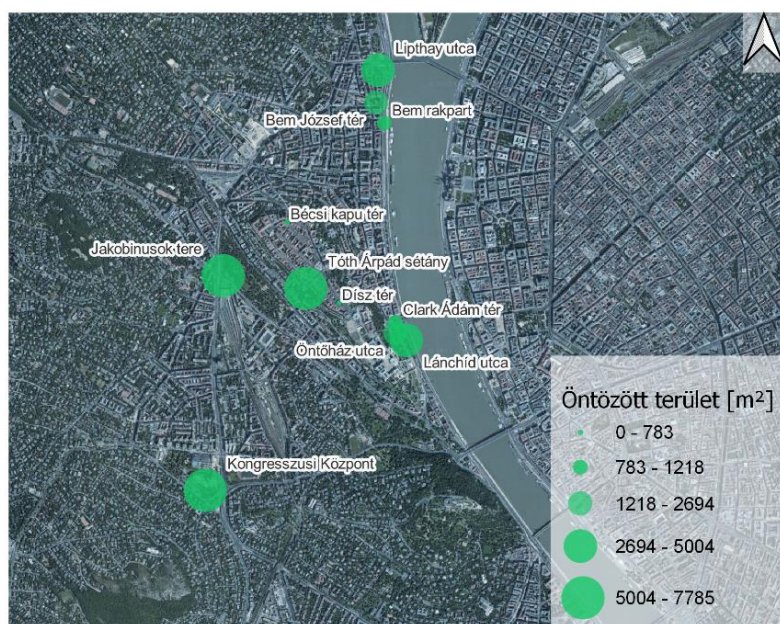 Lipthay utca
Bem rakpart
Bem József tér
Bécsi kapu tér
Jakobinusok tere
Tóth Árpád sétány
Dísz tér
Clark Ádám tér
Öntőház utca
Lánchíd utca
Kongresszusi Központ
Öntözött terület [m²]
0 - 783
783 - 1218
1218 - 2694
2694 - 5004
5004 - 7785